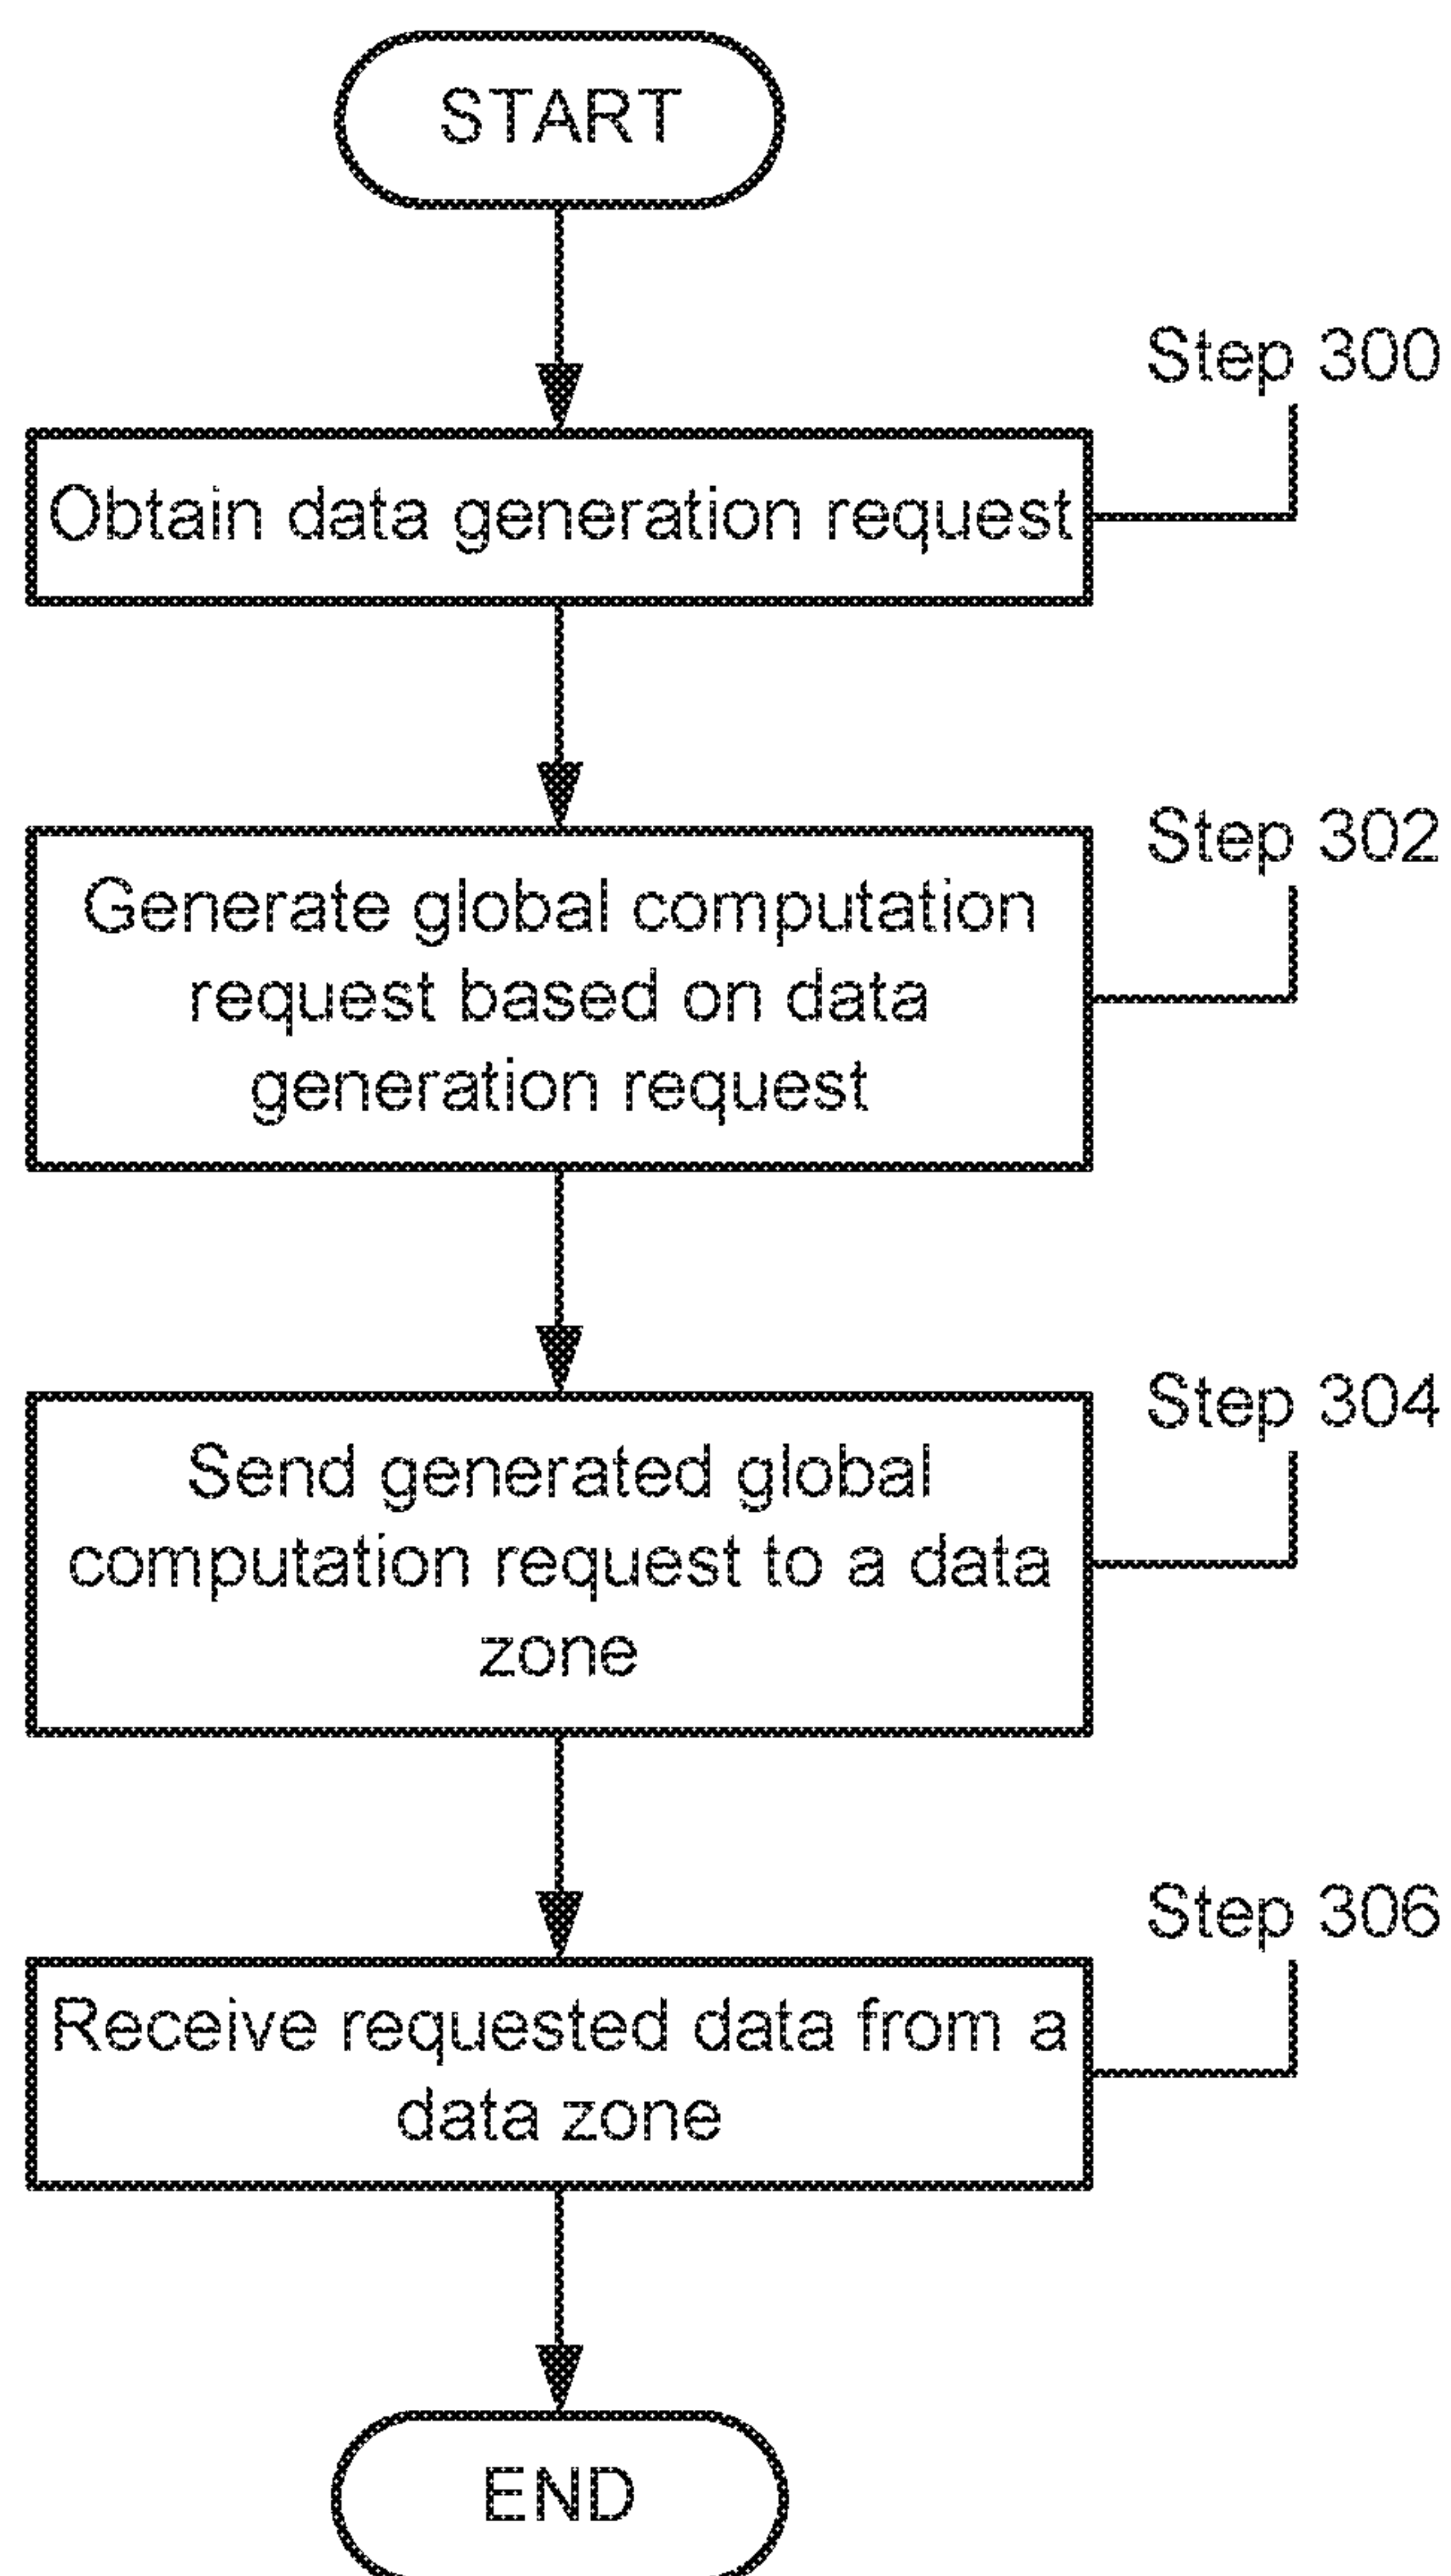 START
Step 300
Obtain data generation request
Step 302
Generate global computation
request based on data
generation request
Step 304
Send generated global
computation request to a data
zone
Step 306
Receive requested data from a
data zone
END